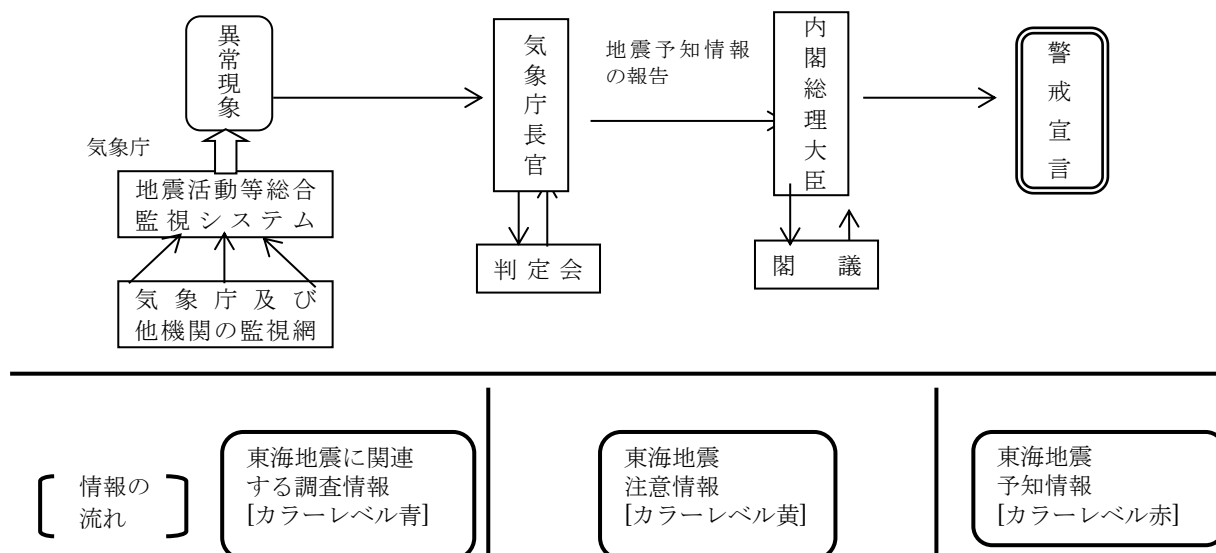 異常現象
気象庁長官
地震予知情報
の報告
内閣総理大臣
警戒宣言
気象庁
地震活動等総合
監視システム
判定会
閣議
気象庁及び
他機関の監視網
情報の
流れ
東海地震に関連
する調査情報
[カラーレベル青]
東海地震
注意情報
[カラーレベル黄]
東海地震
予知情報
[カラーレベル赤]